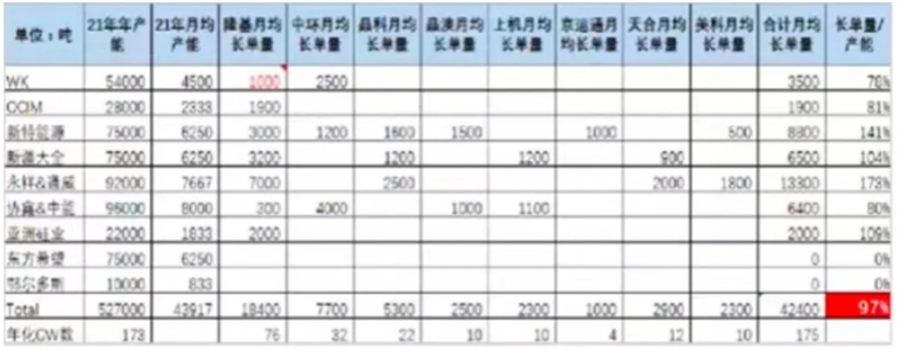 单位：吨 21年年产能 21年月均产能 隆基月均长单量 中环月均长单量 晶科月均长单量 晶澳月均长单量 上机月均长单量 京运通月均长单量 天合月均长单量 美科月均长单量 合计月均长单量 长单量/产能
WK 54000 4500 1000 2500 3500 78%
OCIM 28000 2333 1900 1900 81%
新特能源 75000 6250 3000 1200 1600 1500 1000 500 8800 141%
新疆大全 75000 6250 3200 1200 1200 900 6500 104%
永祥&通威 92000 7667 7000 2500 2000 1800 13300 173%
协鑫&中能 96000 8000 300 4000 1000 1100 6400 80%
亚洲硅业 22000 1833 2000 2000 109%
东方希望 75000 6250 0 0%
鄂尔多斯 10000 833 0 0%
Total 527000 43917 18400 7700 5300 2500 2300 1000 2900 2300 42400 97%
年化GW数 173 76 32 22 10 10 4 12 10 175